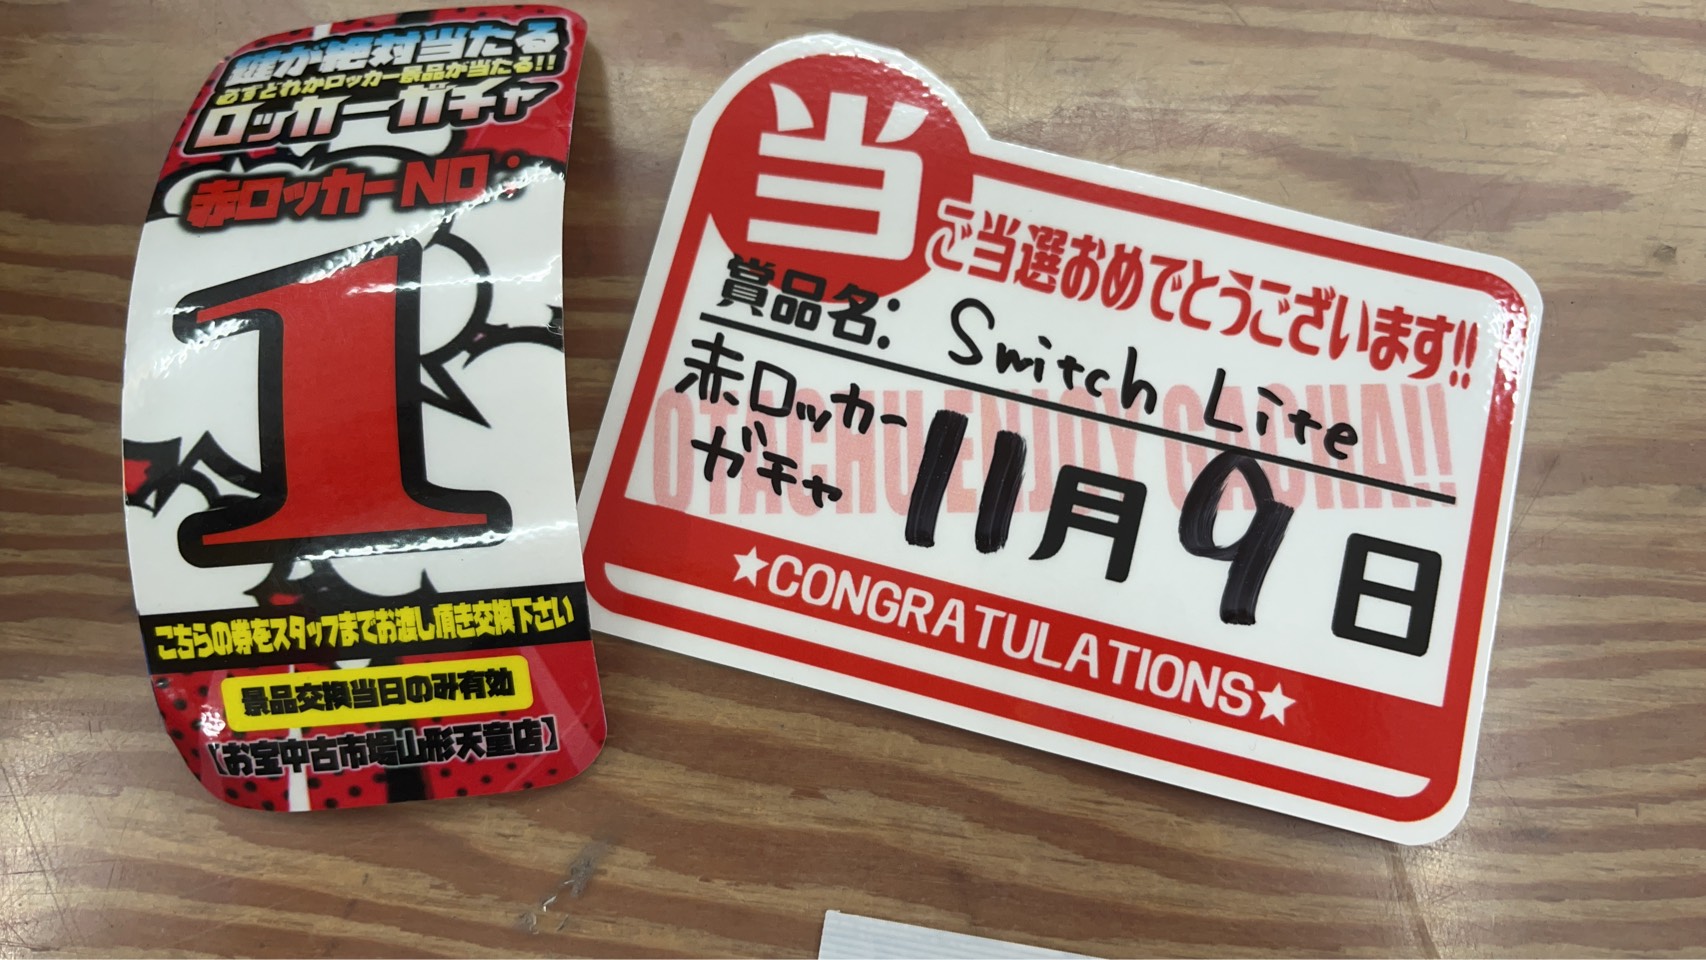 鍵が絶対当たる
必ずどれかロッカー景品が当たる!!
ロッカーガチャ
赤ロッカーNO.
1
こちらの券をスタッフまでお渡し頂き交換下さい
景品交換当日のみ有効
【お宝中古市場山形天童店】
当
ご当選おめでとうございます!!
賞品名: Switch Lite
赤ロッカー
ガチャ
11月9日
OTACHU ENJOY GACHA!!
★CONGRATULATIONS★